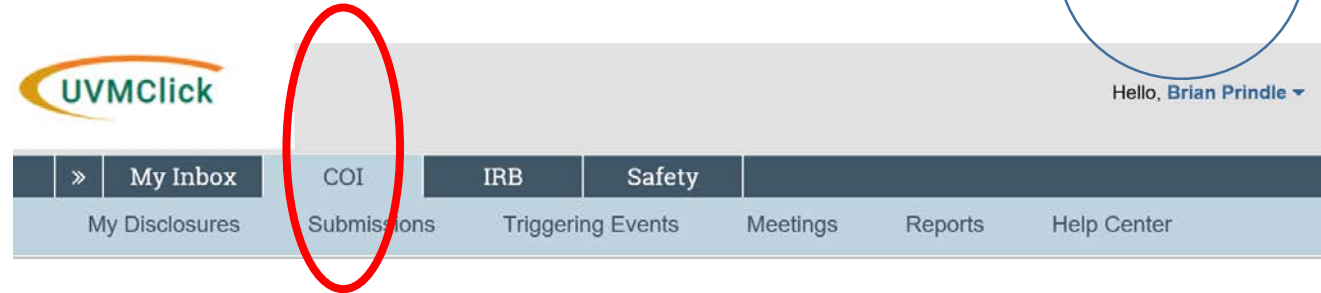 UVMClick
Hello, Brian Prindle
» My Inbox COI IRB Safety
My Disclosures Submissions Triggering Events Meetings Reports Help Center